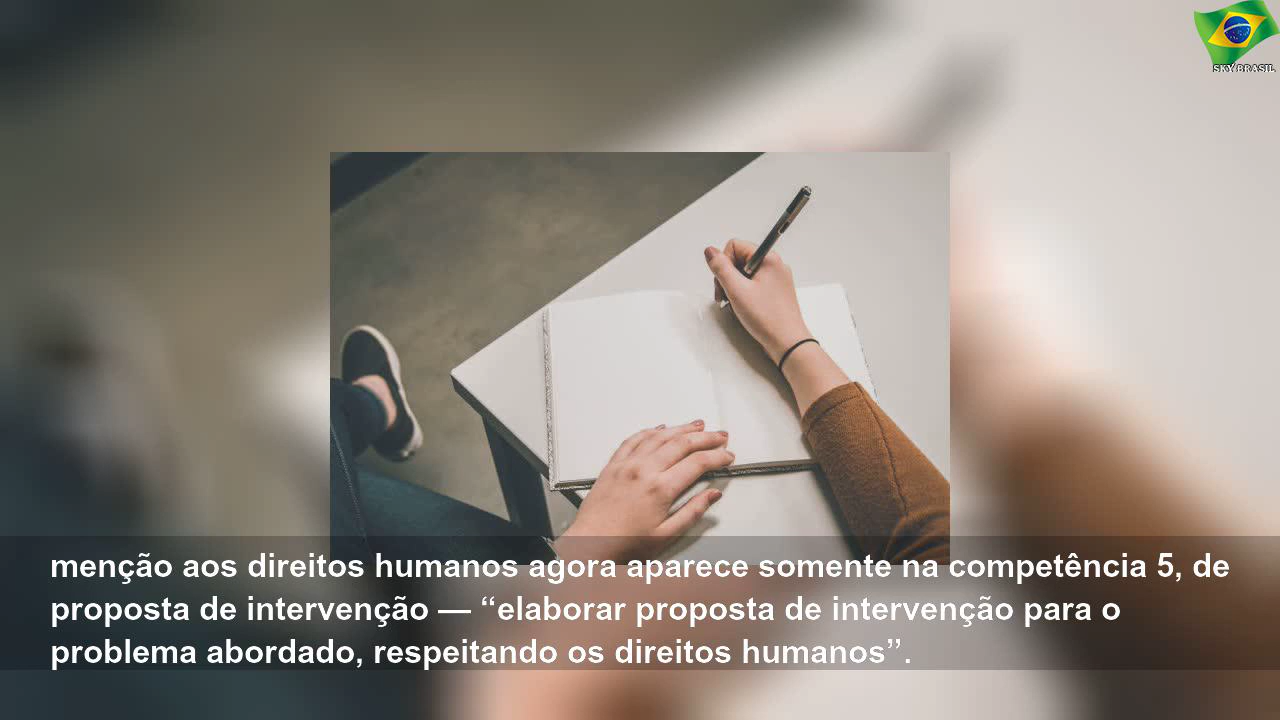 SKY BRASIL
menção aos direitos humanos agora aparece somente na competência 5, de
proposta de intervenção — “elaborar proposta de intervenção para o
problema abordado, respeitando os direitos humanos”.